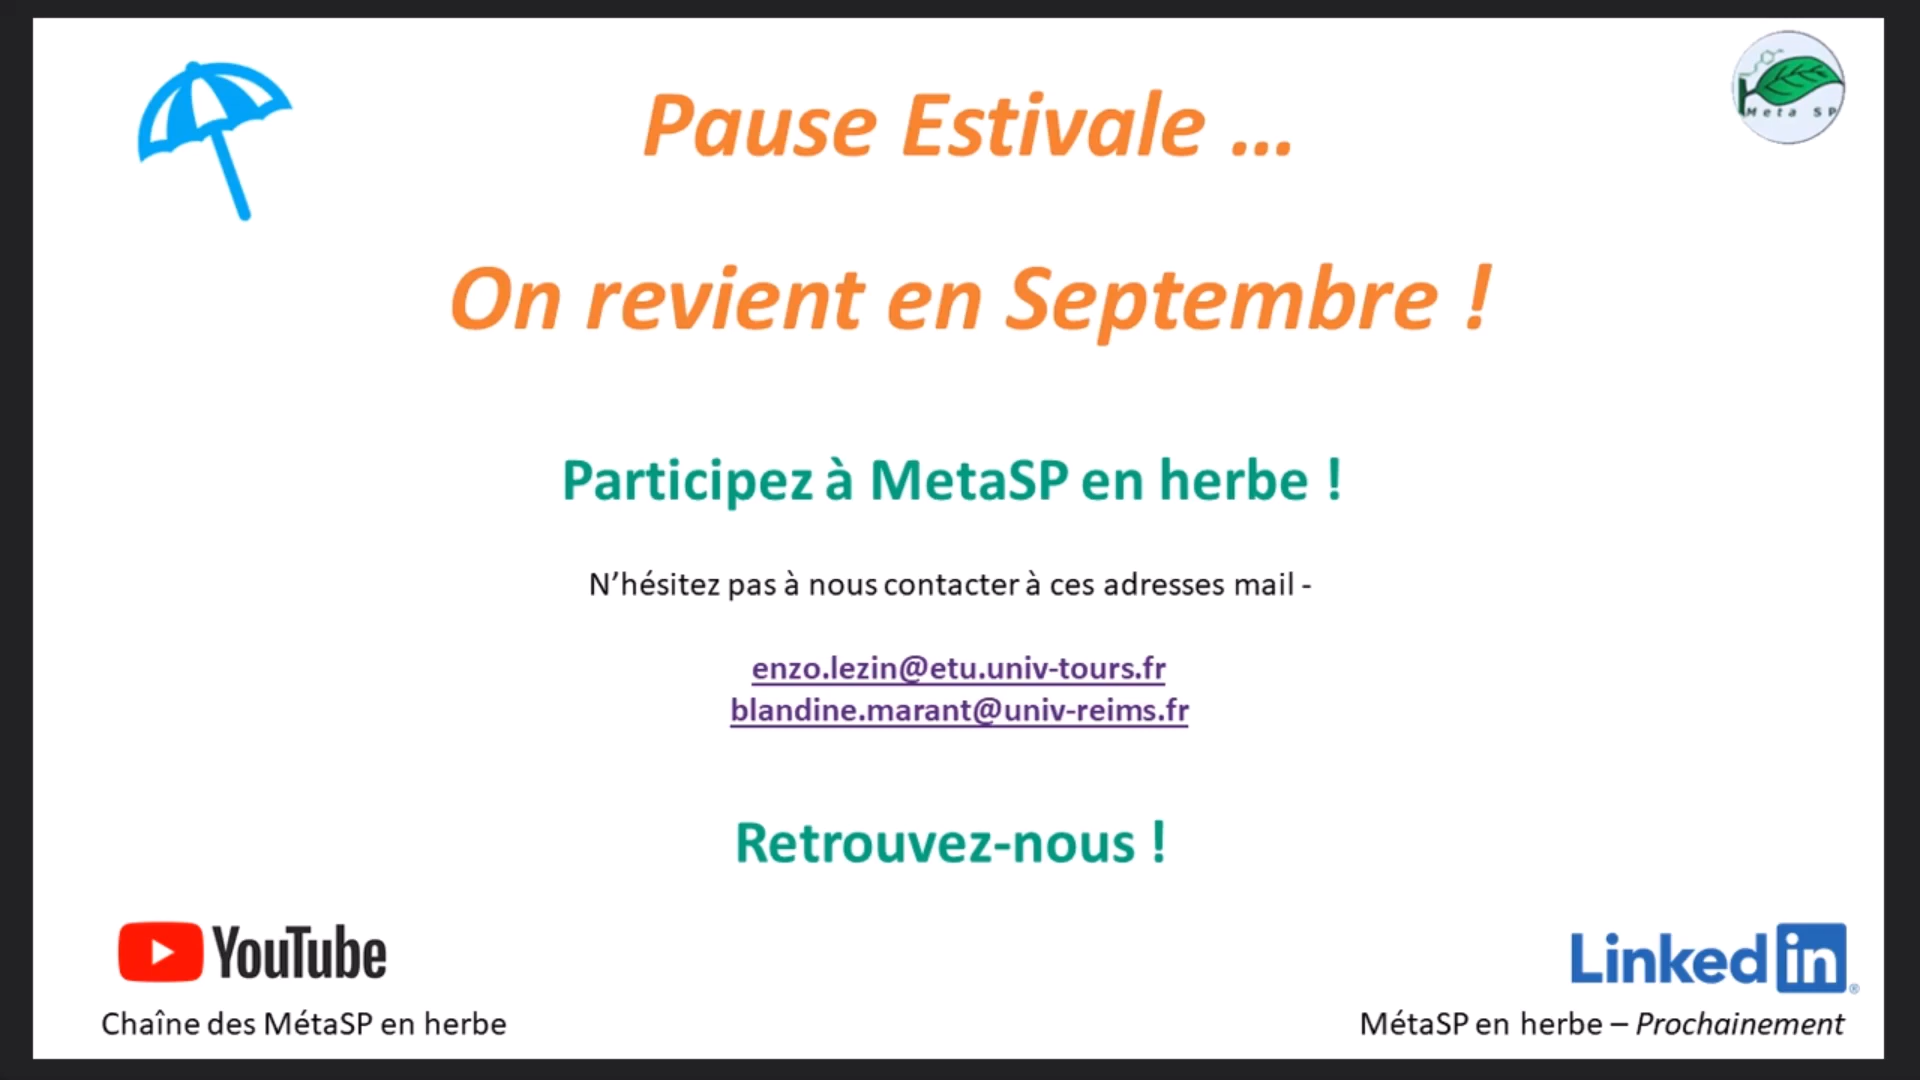 Meta SP
Pause Estivale ...
On revient en Septembre !
Participez à MetaSP en herbe !
N’hésitez pas à nous contacter à ces adresses mail -
enzo.lezin@etu.univ-tours.fr
blandine.marant@univ-reims.fr
Retrouvez-nous !
YouTube
Chaîne des MétaSP en herbe
Linked in ®
MétaSP en herbe – Prochainement